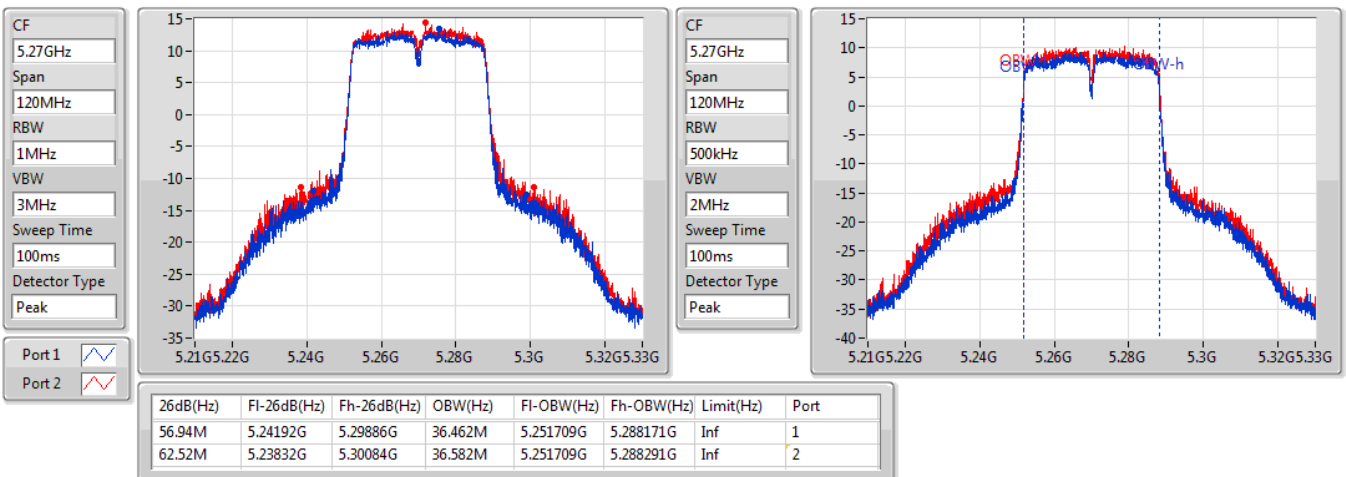 CF
5.27GHz
Span
120MHz
RBW
1MHz
VBW
3MHz
Sweep Time
100ms
Detector Type
Peak
Port 1
Port 2
15
10
5
0
-5
-10
-15
-20
-25
-30
-35
5.21G5.22G 5.24G 5.26G 5.28G 5.3G 5.32G5.33G
CF
5.27GHz
Span
120MHz
RBW
500kHz
VBW
2MHz
Sweep Time
100ms
Detector Type
Peak
15
10
5
0
-5
-10
-15
-20
-25
-30
-35
-40
OBW-h
5.21G5.22G 5.24G 5.26G 5.28G 5.3G 5.32G5.33G
26dB(Hz) Fl-26dB(Hz) Fh-26dB(Hz) OBW(Hz) Fl-OBW(Hz) Fh-OBW(Hz) Limit(Hz) Port
56.94M 5.24192G 5.29886G 36.462M 5.251709G 5.288171G Inf 1
62.52M 5.23832G 5.30084G 36.582M 5.251709G 5.288291G Inf 2